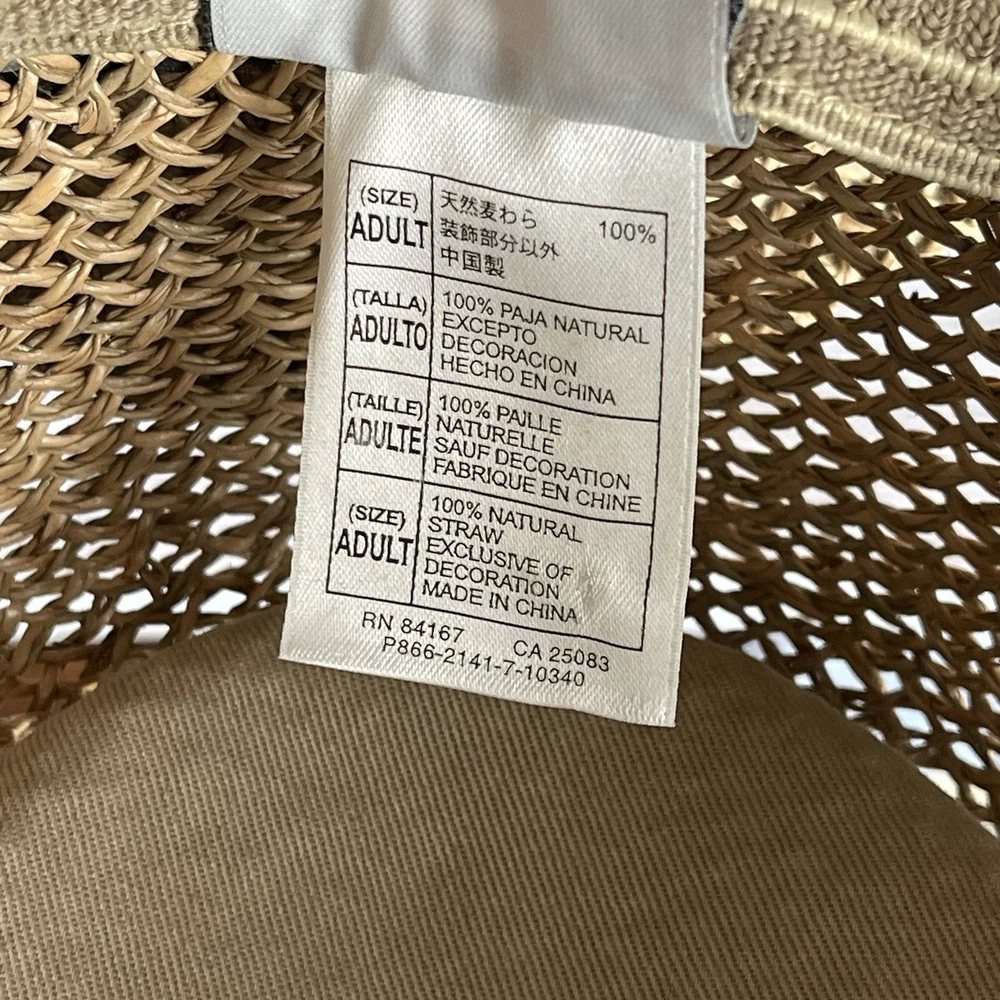 (SIZE)
ADULT
天然麦わら 100%
装飾部分以外
中国製
(TALLA)
ADULTO
100% PAJA NATURAL
EXCEPTO
DECORACION
HECHO EN CHINA
(TAILLE)
ADULTE
100% PAILLE
NATURELLE
SAUF DECORATION
FABRIQUE EN CHINE
(SIZE)
ADULT
100% NATURAL
STRAW
EXCLUSIVE OF
DECORATION
MADE IN CHINA
RN 84167 CA 25083
P866-2141-7-10340